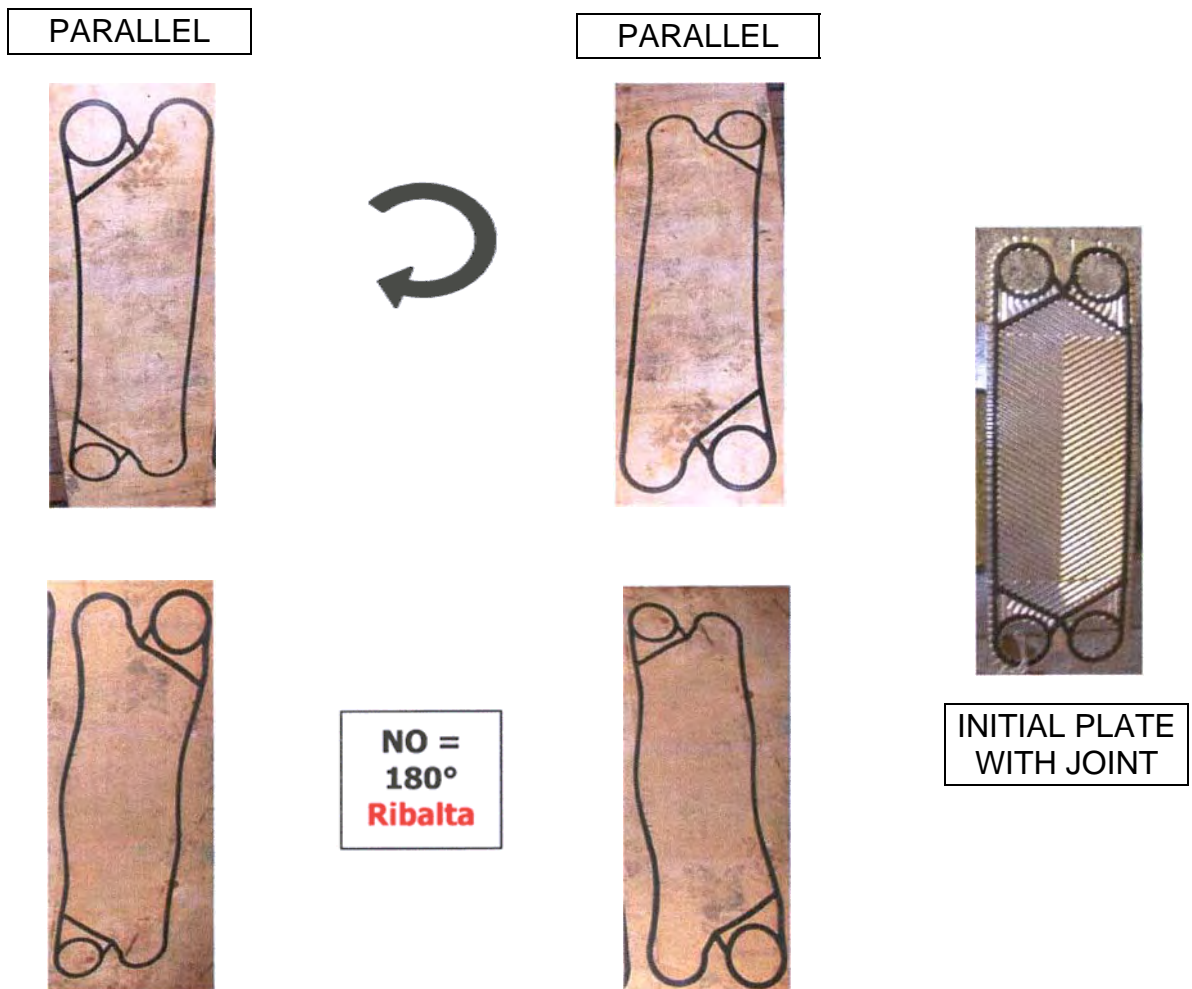 PARALLEL
PARALLEL
NO =
180°
Ribalta
INITIAL PLATE
WITH JOINT